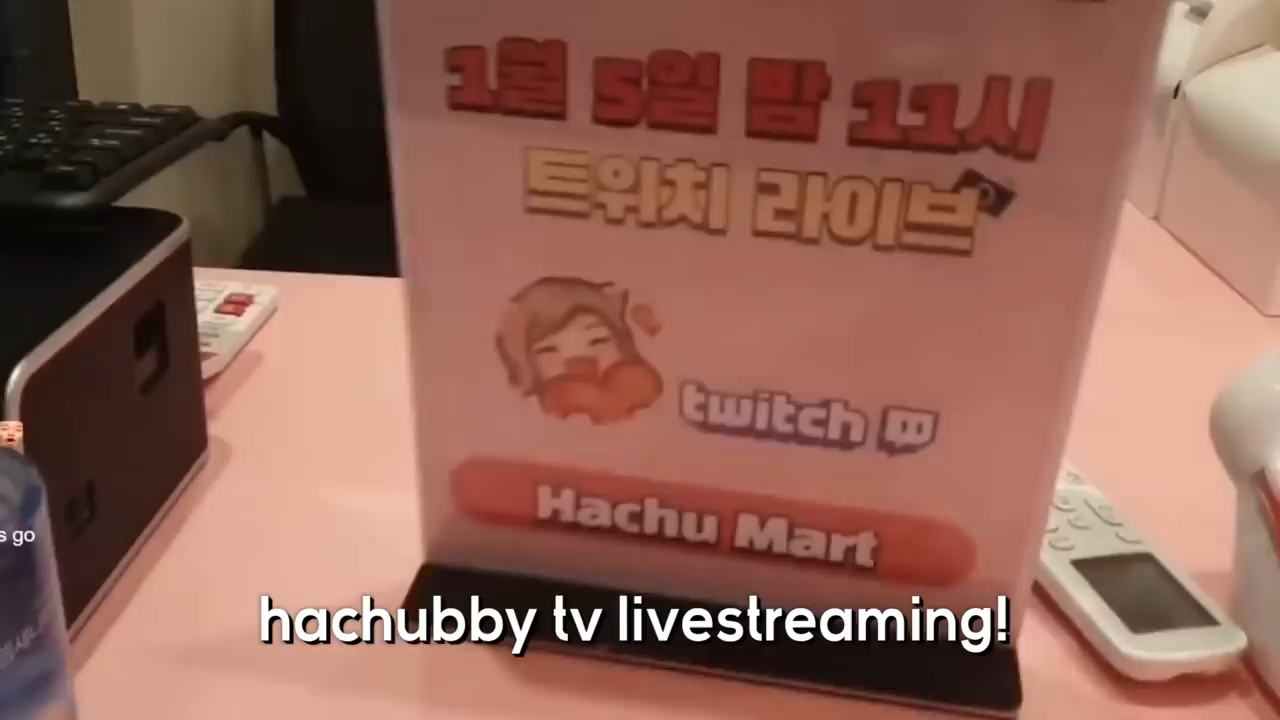 1월 5일 밤 11시
트위치 라이브
twitch
Hachu Mart
s go
hachubby tv livestreaming!